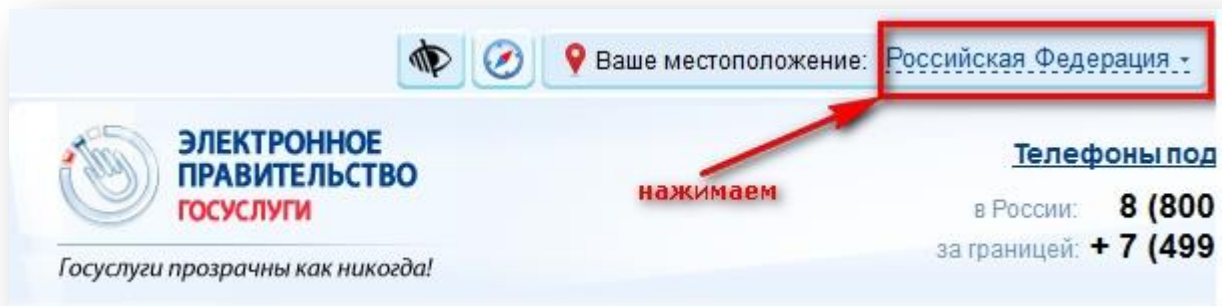 Ваше местоположение: Российская Федерация
ЭЛЕКТРОННОЕ
ПРАВИТЕЛЬСТВО
ГОСУСЛУГИ
Госуслуги прозрачны как никогда!
нажимаем
Телефоны под
в России: 8 (800
за границей: + 7 (499